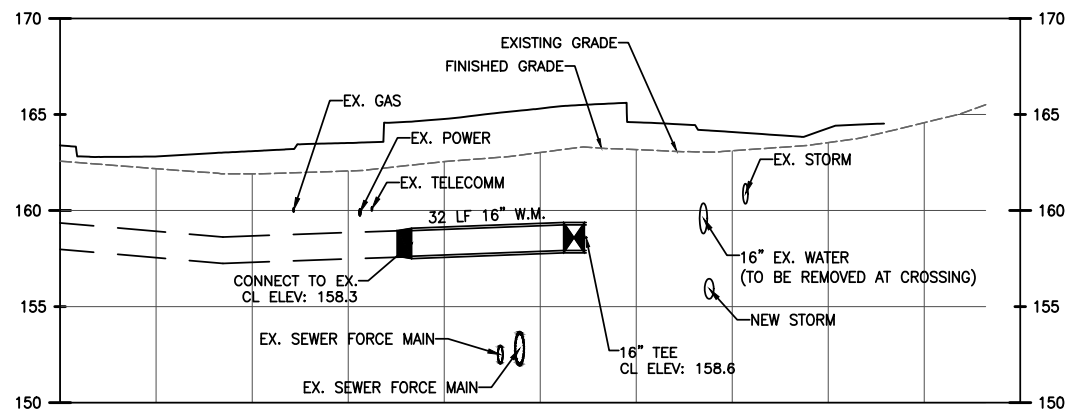 170
170
EXISTING GRADE
FINISHED GRADE
165
165
EX. GAS
EX. POWER
EX. STORM
EX. TELECOMM
160
32 LF 16" W.M.
160
16" EX. WATER
(TO BE REMOVED AT CROSSING)
CONNECT TO EX.
CL ELEV: 158.3
155
155
NEW STORM
EX. SEWER FORCE MAIN
16" TEE
CL ELEV: 158.6
EX. SEWER FORCE MAIN
150
150